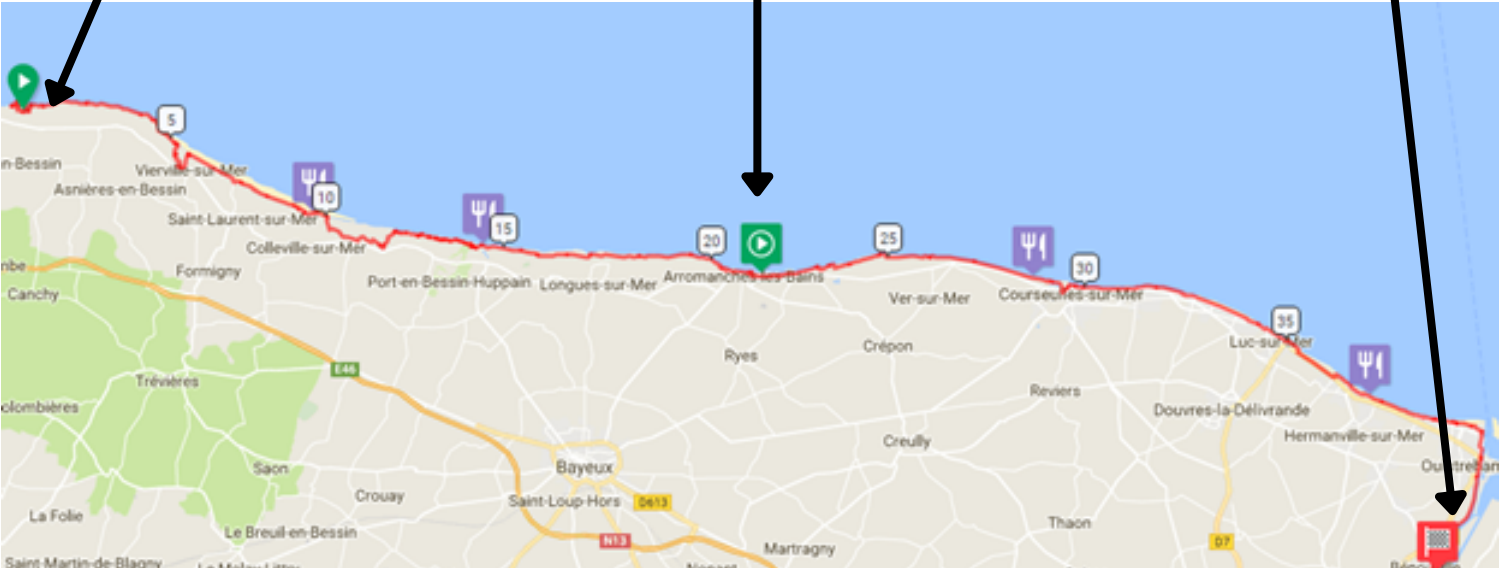 5
n-Bessin
Vierville-sur-Mer
Asnières-en-Bessin
10
Saint-Laurent-sur-Mer
15
20
25
Colleville-sur-Mer
Formigny
Port-en-Bessin-Huppain
Longues-sur-Mer
Arromanches-les-Bains
30
Canchy
Ver-sur-Mer
Courseulles-sur-Mer
35
Luc-sur-Mer
Ryes
Crépon
E46
Trévières
Reviers
olombières
Douvres-la-Délivrande
Hermanville-sur-Mer
Creully
Bayeux
Saon
Crouay
Saint-Loup-Hors
D613
La Folie
Le Breuil-en-Bessin
N13
Thaon
D7
Martragny
Saint-Martin-de-Blagny